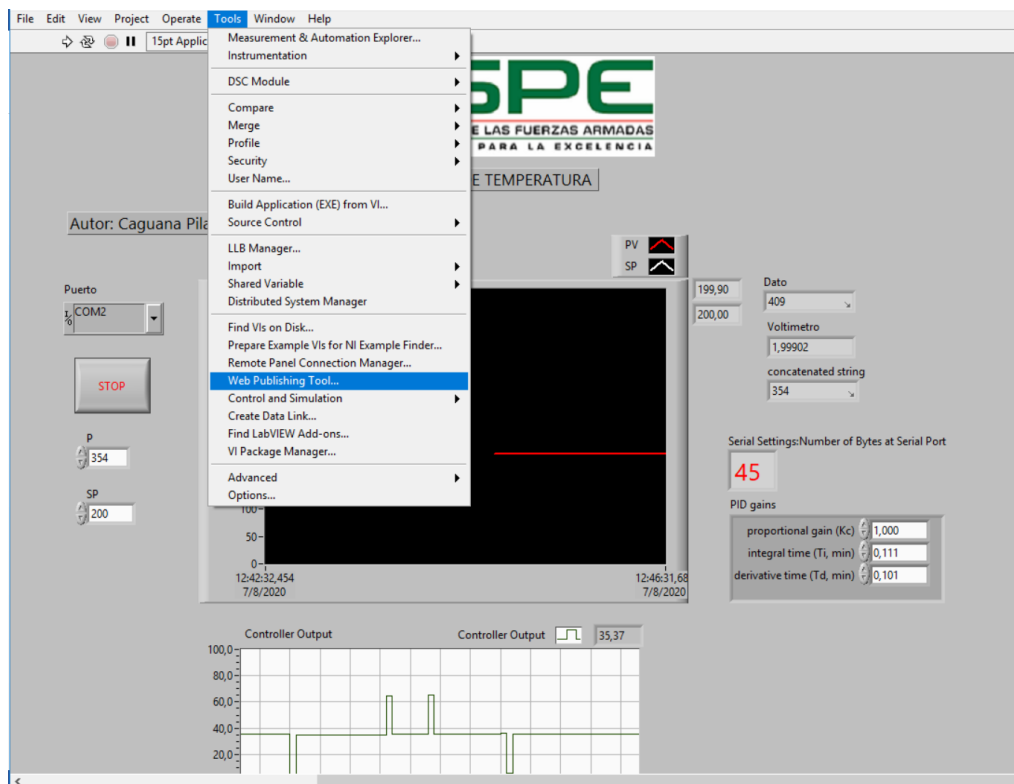 File Edit View Project Operate Tools Window Help
15pt Applic
Measurement & Automation Explorer...
Instrumentation
DSC Module
Compare
Merge
Profile
Security
User Name...
Build Application (EXE) from VI...
Source Control
LLB Manager...
Import
Shared Variable
Distributed System Manager
Find VIs on Disk...
Prepare Example VIs for NI Example Finder...
Remote Panel Connection Manager...
Web Publishing Tool...
Control and Simulation
Create Data Link...
Find LabVIEW Add-ons...
VI Package Manager...
Advanced
Options...
SPE
E LAS FUERZAS ARMADAS
PARA LA EXCELENCIA
E TEMPERATURA
Autor: Caguana Pila
Puerto
I/O COM2
STOP
P
354
SP
200
PV
SP
199,90
200,00
100-
50-
0-
12:42:32,454
7/8/2020
12:46:31,68
7/8/2020
Dato
409
Voltimetro
1,99902
concatenated string
354
Serial Settings:Number of Bytes at Serial Port
45
PID gains
proportional gain (Kc) 1,000
integral time (Ti, min) 0,111
derivative time (Td, min) 0,101
Controller Output
Controller Output 35,37
100,0-
80,0-
60,0-
40,0-
20,0-